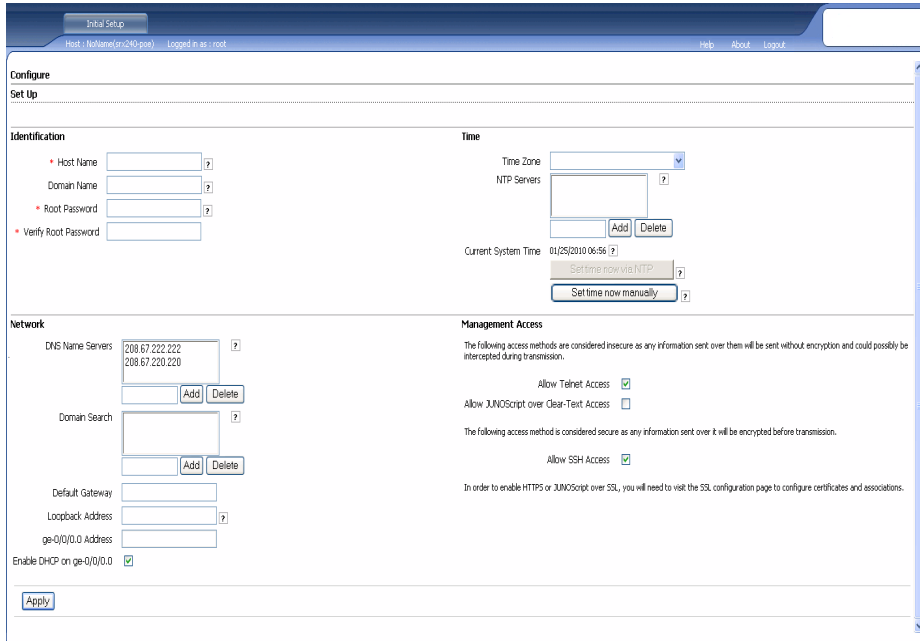 Initial Setup
Host : NoName(srx240-poe) Logged in as : root
Help About Logout
Configure
Set Up
Identification
* Host Name ?
Domain Name ?
* Root Password ?
* Verify Root Password
Time
Time Zone
NTP Servers ?
Add Delete
Current System Time 01/25/2010 06:56 ?
Set time now via NTP ?
Set time now manually ?
Network
DNS Name Servers ?
208.67.222.222
208.67.220.220
Add Delete
Domain Search ?
Add Delete
Default Gateway
Loopback Address ?
ge-0/0/0.0 Address
Enable DHCP on ge-0/0/0.0
Management Access
The following access methods are considered insecure as any information sent over them will be sent without encryption and could possibly be
intercepted during transmission.
Allow Telnet Access
Allow JUNOScript over Clear-Text Access
The following access method is considered secure as any information sent over it will be encrypted before transmission.
Allow SSH Access
In order to enable HTTPS or JUNOScript over SSL, you will need to visit the SSL configuration page to configure certificates and associations.
Apply